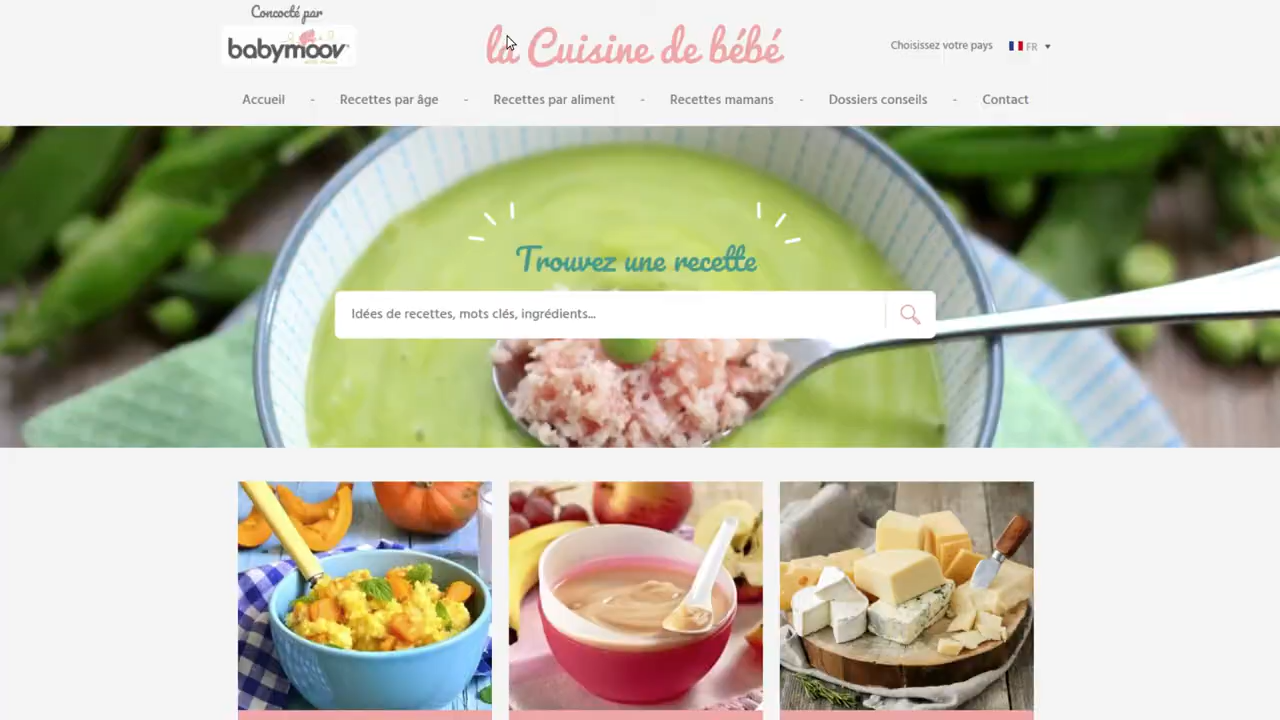 Concocté par
babymoov
la Cuisine de bébé
Choisissez votre pays
FR
Accueil - Recettes par âge - Recettes par aliment - Recettes mamans - Dossiers conseils - Contact
Trouvez une recette
Idées de recettes, mots clés, ingrédients...